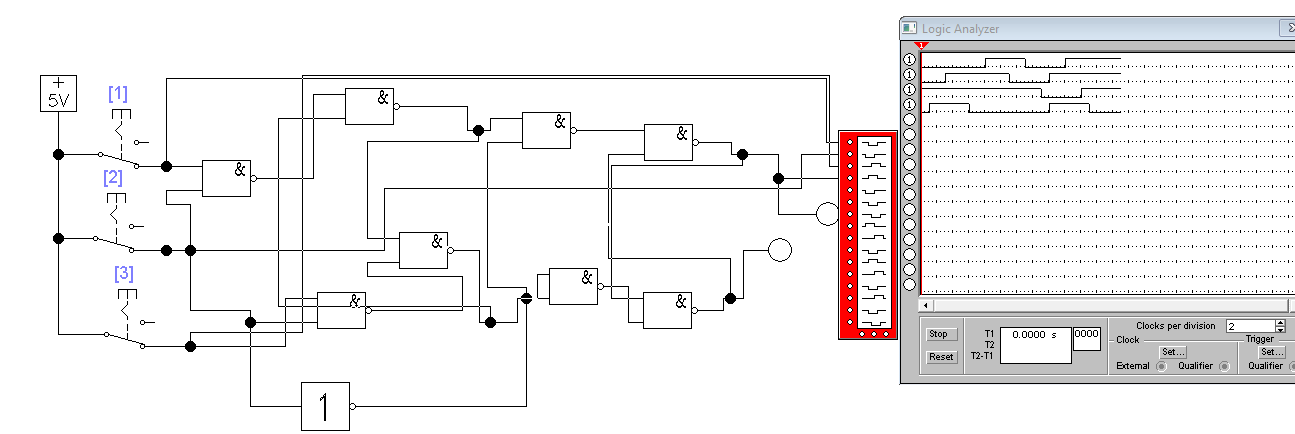 +
5V
[1]
[2]
[3]
&
&
&
&
&
&
&
&
1
Logic Analyzer
1
1
1
1
1
Stop
Reset
T1
T2
T2-T1
0.0000 s
0000
Clocks per division
2
Clock
Set...
External
Qualifier
Trigger
Set...
Qualifier